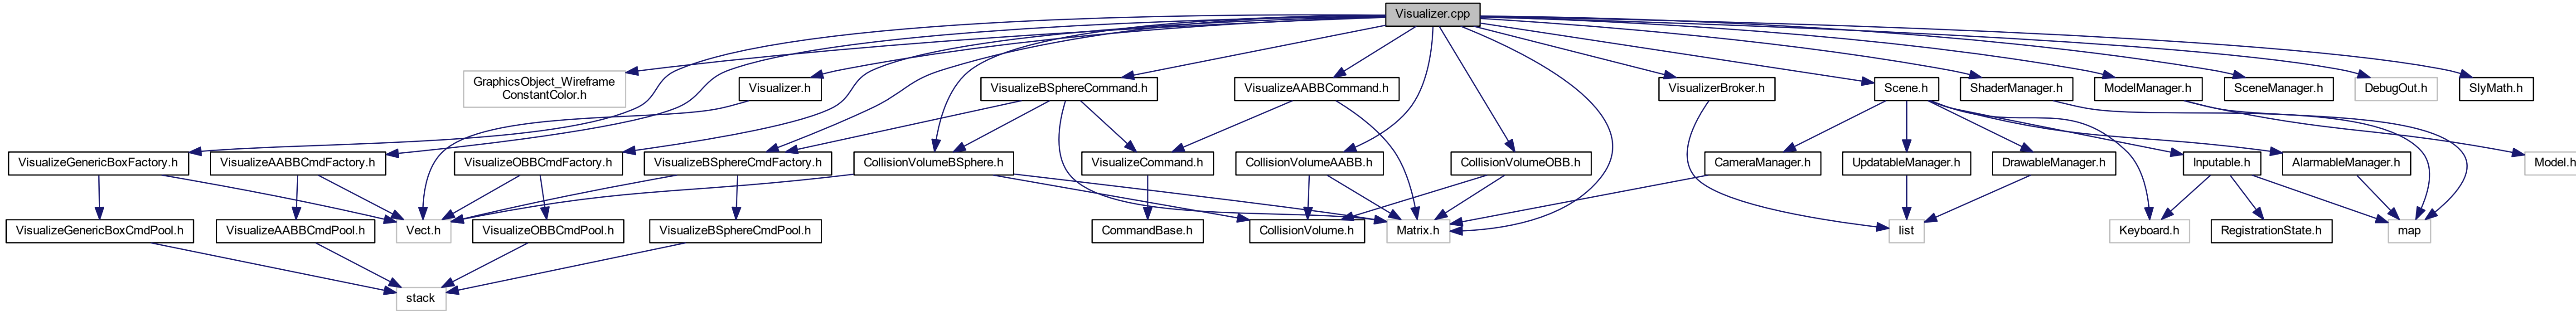 Visualizer.cpp
GraphicsObject_Wireframe
ConstantColor.h
Visualizer.h
VisualizeBSphereCommand.h
VisualizeAABBCommand.h
VisualizerBroker.h
Scene.h
ShaderManager.h
ModelManager.h
SceneManager.h
DebugOut.h
SlyMath.h
VisualizeGenericBoxFactory.h
VisualizeAABBCmdFactory.h
VisualizeOBBCmdFactory.h
VisualizeBSphereCmdFactory.h
CollisionVolumeBSphere.h
VisualizeCommand.h
CollisionVolumeAABB.h
CollisionVolumeOBB.h
CameraManager.h
UpdatableManager.h
DrawableManager.h
Inputable.h
AlarmableManager.h
Model.h
VisualizeGenericBoxCmdPool.h
VisualizeAABBCmdPool.h
Vect.h
VisualizeOBBCmdPool.h
VisualizeBSphereCmdPool.h
CommandBase.h
CollisionVolume.h
Matrix.h
list
Keyboard.h
RegistrationState.h
map
stack